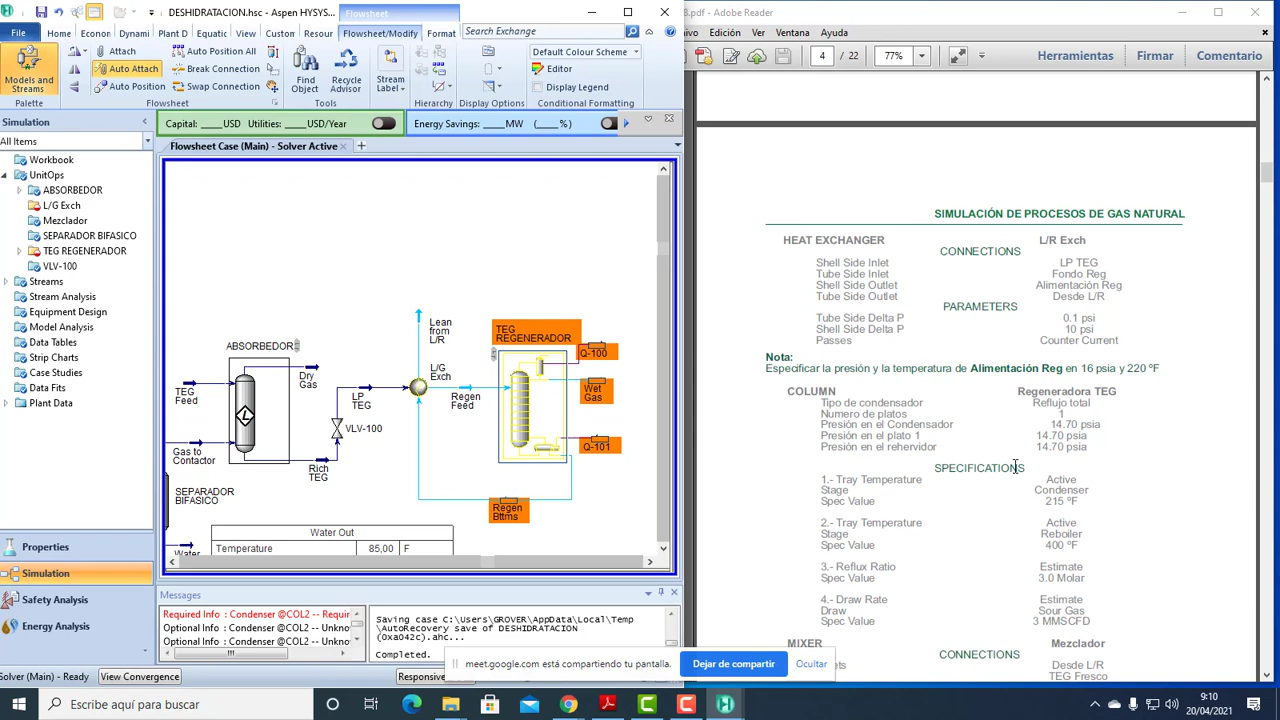 DESHIDRATACION.hsc - Aspen HYSYS
Flowsheet
File
Home
Econon
Dynami
Plant D
Equatic
View
Custom
Resour
Flowsheet/Modify
Format
Search Exchange
Models and
Streams
Attach
Auto Attach
Auto Position
Auto Position All
Break Connection
Swap Connection
Find
Object
Recycle
Advisor
Stream
Label
Default Colour Scheme
Editor
Display Legend
Palette
Flowsheet
Tools
Hierarchy
Display Options
Conditional Formatting
Simulation
All Items
Workbook
UnitOps
ABSORBEDOR
L/G Exch
Mezclador
SEPARADOR BIFASICO
TEG REGENERADOR
VLV-100
Streams
Stream Analysis
Equipment Design
Model Analysis
Data Tables
Strip Charts
Case Studies
Data Fits
Plant Data
Properties
Simulation
Safety Analysis
Energy Analysis
Capital: ____USD Utilities: ____USD/Year
Energy Savings: ____MW (____%)
Flowsheet Case (Main) - Solver Active
ABSORBEDOR
TEG
Feed
Dry
Gas
Gas to
Contactor
Rich
TEG
SEPARADOR
BIFASICO
LP
TEG
VLV-100
Lean
from
L/R
L/G
Exch
Regen
Feed
TEG
REGENERADOR
Q-100
Wet
Gas
Q-101
Regen
Bttms
Water
Water Out
Temperature 85,00 F
Messages
Required Info : Condenser @COL2 -- Requir
Optional Info : Condenser @COL2 -- Unkno
Optional Info : Condenser @COL2 -- Unkno
Saving case C:\Users\GROVER\AppData\Local\Temp
\AutoRecovery save of DESHIDRATACION
(0xa042c).ahc...
Completed.
Solver (Main) - Ready
View Convergence
Responsive
meet.google.com está compartiendo tu pantalla.
Dejar de compartir
Ocultar
8.pdf - Adobe Reader
ivo
Edición
Ver
Ventana
Ayuda
4 / 22
77%
Herramientas
Firmar
Comentario
SIMULACIÓN DE PROCESOS DE GAS NATURAL
HEAT EXCHANGER L/R Exch
CONNECTIONS
Shell Side Inlet LP TEG
Tube Side Inlet Fondo Reg
Shell Side Outlet Alimentación Reg
Tube Side Outlet Desde L/R
PARAMETERS
Tube Side Delta P 0.1 psi
Shell Side Delta P 10 psi
Passes Counter Current
Nota:
Especificar la presión y la temperatura de Alimentación Reg en 16 psia y 220 ºF
COLUMN Regeneradora TEG
Tipo de condensador Reflujo total
Numero de platos 1
Presión en el Condensador 14.70 psia
Presión en el plato 1 14.70 psia
Presión en el rehervidor 14.70 psia
SPECIFICATIONS
1.- Tray Temperature Active
Stage Condenser
Spec Value 215 ºF
2.- Tray Temperature Active
Stage Reboiler
Spec Value 400 ºF
3.- Reflux Ratio Estimate
Spec Value 3.0 Molar
4.- Draw Rate Estimate
Draw Sour Gas
Spec Value 3 MMSCFD
MIXER Mezclador
CONNECTIONS
ets Desde L/R
TEG Fresco
Escribe aquí para buscar
9:10
20/04/2021